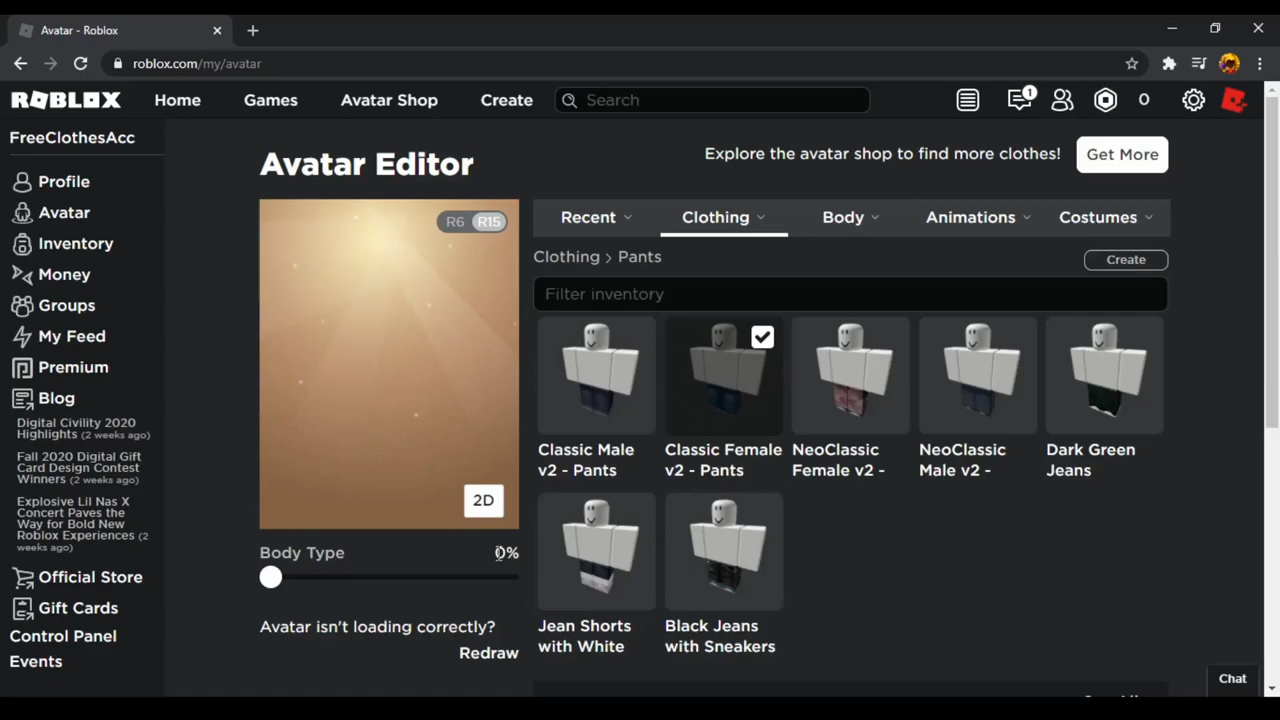 Avatar - Roblox
roblox.com/my/avatar
ROBLOX
Home
Games
Avatar Shop
Create
Search
1
0
FreeClothesAcc
Profile
Avatar
Inventory
Money
Groups
My Feed
Premium
Blog
Digital Civility 2020
Highlights (2 weeks ago)
Fall 2020 Digital Gift
Card Design Contest
Winners (2 weeks ago)
Explosive Lil Nas X
Concert Paves the
Way for Bold New
Roblox Experiences (2
weeks ago)
Official Store
Gift Cards
Control Panel
Events
Avatar Editor
Explore the avatar shop to find more clothes!
Get More
R6
R15
2D
Body Type
0%
Avatar isn't loading correctly?
Redraw
Recent
Clothing
Body
Animations
Costumes
Clothing > Pants
Create
Filter inventory
Classic Male
v2 - Pants
Classic Female
v2 - Pants
NeoClassic
Female v2 -
NeoClassic
Male v2 -
Dark Green
Jeans
Jean Shorts
with White
Black Jeans
with Sneakers
Chat